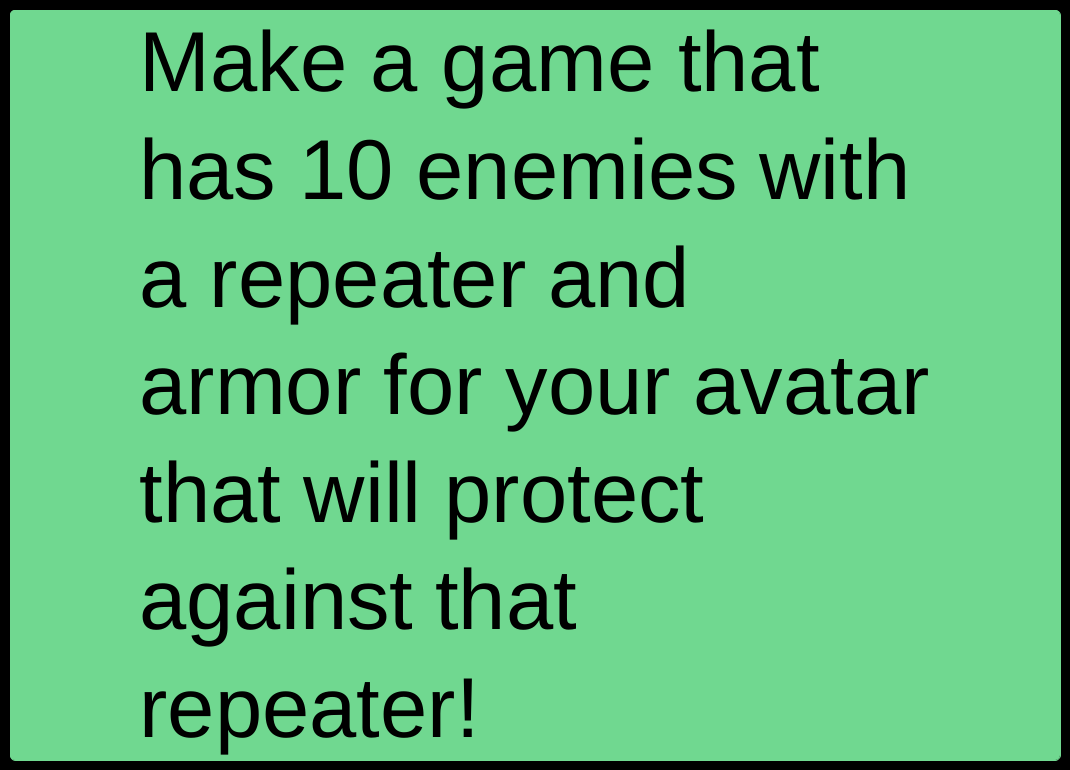 Make a game that
has 10 enemies with
a repeater and
armor for your avatar
that will protect
against that
repeater!